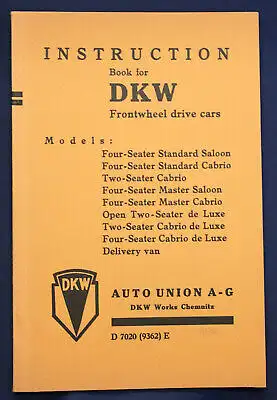 INSTRUCTION
Book for
DKW
Frontwheel drive cars
Models:
Four-Seater Standard Saloon
Four-Seater Standard Cabrio
Two-Seater Cabrio
Four-Seater Master Saloon
Four-Seater Master Cabrio
Open Two-Seater de Luxe
Two-Seater Cabrio de Luxe
Four-Seater Cabrio de Luxe
Delivery van
DKW
AUTO UNION A-G
DKW Works Chemnitz
D 7020 (9362) E